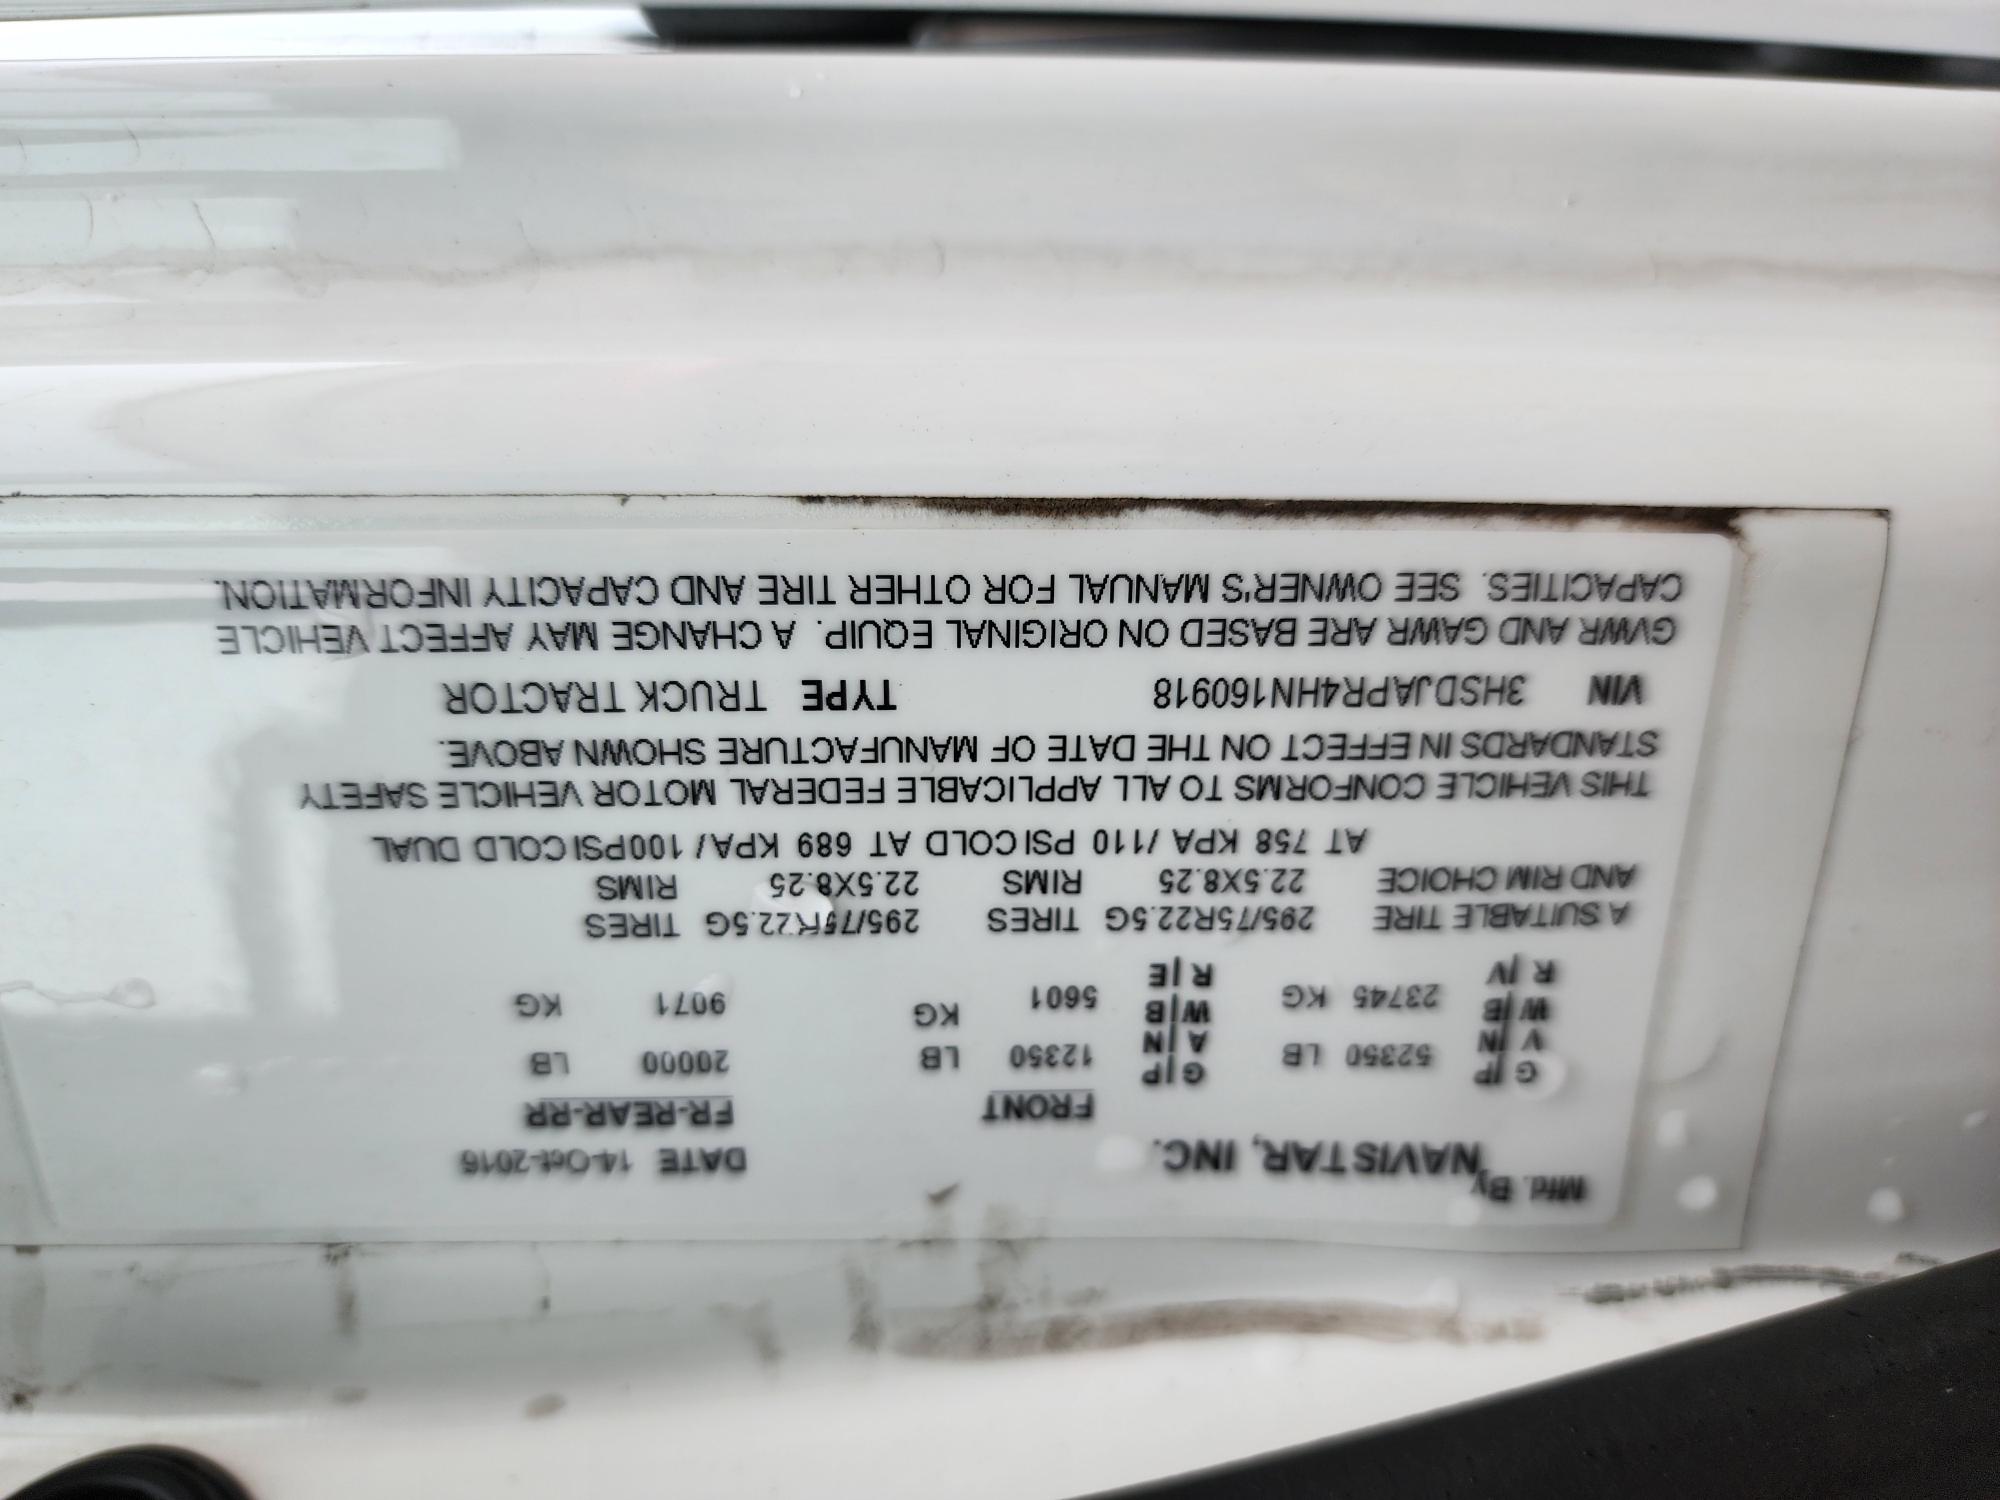 Mfd. By NAVISTAR, INC. DATE 14-Oct-2016
FRONT FR-REAR-RR
G P 52350 LB G P 12350 LB 20000 LB
V IN A IN
W B 23745 KG W B 5601 KG 9071 KG
R V R E
A SUITABLE TIRE 295/75R22.5G TIRES 295/75R22.5G TIRES
AND RIM CHOICE 22.5X8.25 RIMS 22.5X8.25 RIMS
AT 758 KPA /110 PSI COLD AT 689 KPA/ 100PSI COLD DUAL
THIS VEHICLE CONFORMS TO ALL APPLICABLE FEDERAL MOTOR VEHICLE SAFETY
STANDARDS IN EFFECT ON THE DATE OF MANUFACTURE SHOWN ABOVE.
VIN 3HSDJAPR4HN160918 TYPE TRUCK TRACTOR
GVWR AND GAWR ARE BASED ON ORIGINAL EQUIP. A CHANGE MAY AFFECT VEHICLE
CAPACITIES. SEE OWNER'S MANUAL FOR OTHER TIRE AND CAPACITY INFORMATION.